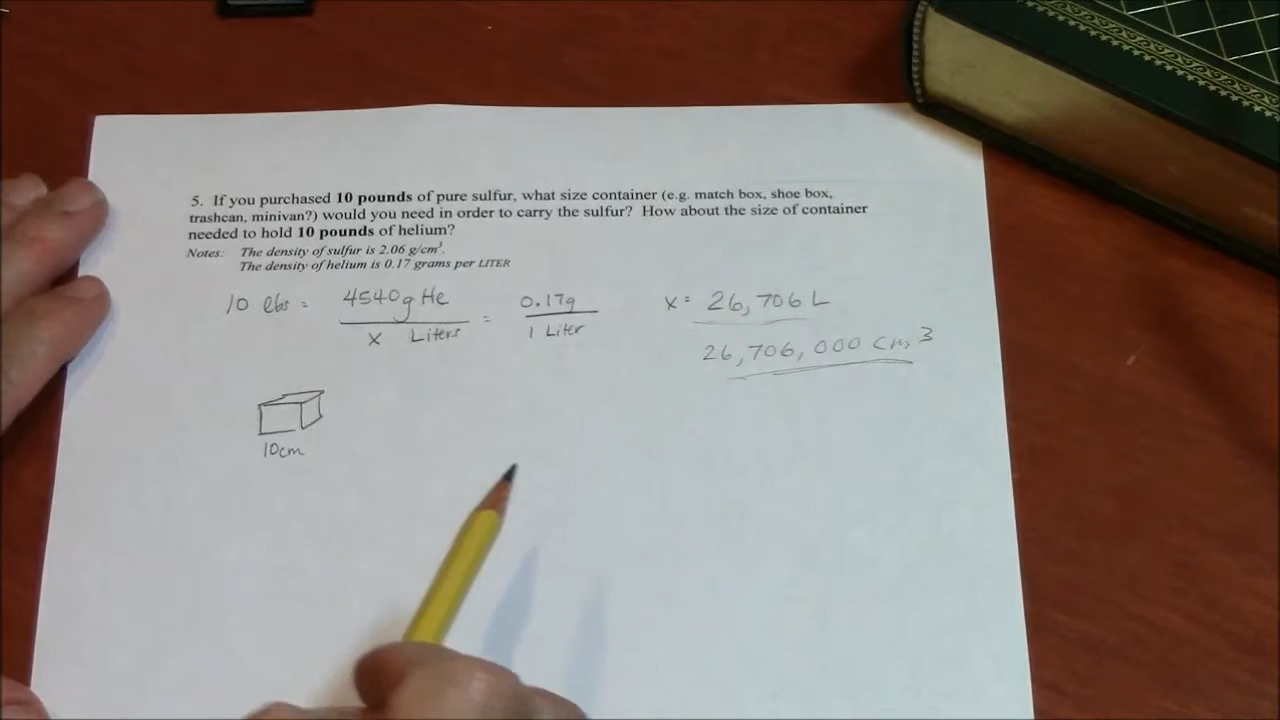 5. If you purchased 10 pounds of pure sulfur, what size container (e.g. match box, shoe box,
trashcan, minivan?) would you need in order to carry the sulfur? How about the size of container
needed to hold 10 pounds of helium?
Notes: The density of sulfur is 2.06 g/cm³.
The density of helium is 0.17 grams per LITER
10 lbs = 4540g He / x Liters = 0.17g / 1 Liter
x = 26,706 L
26,706,000 cm³
10cm